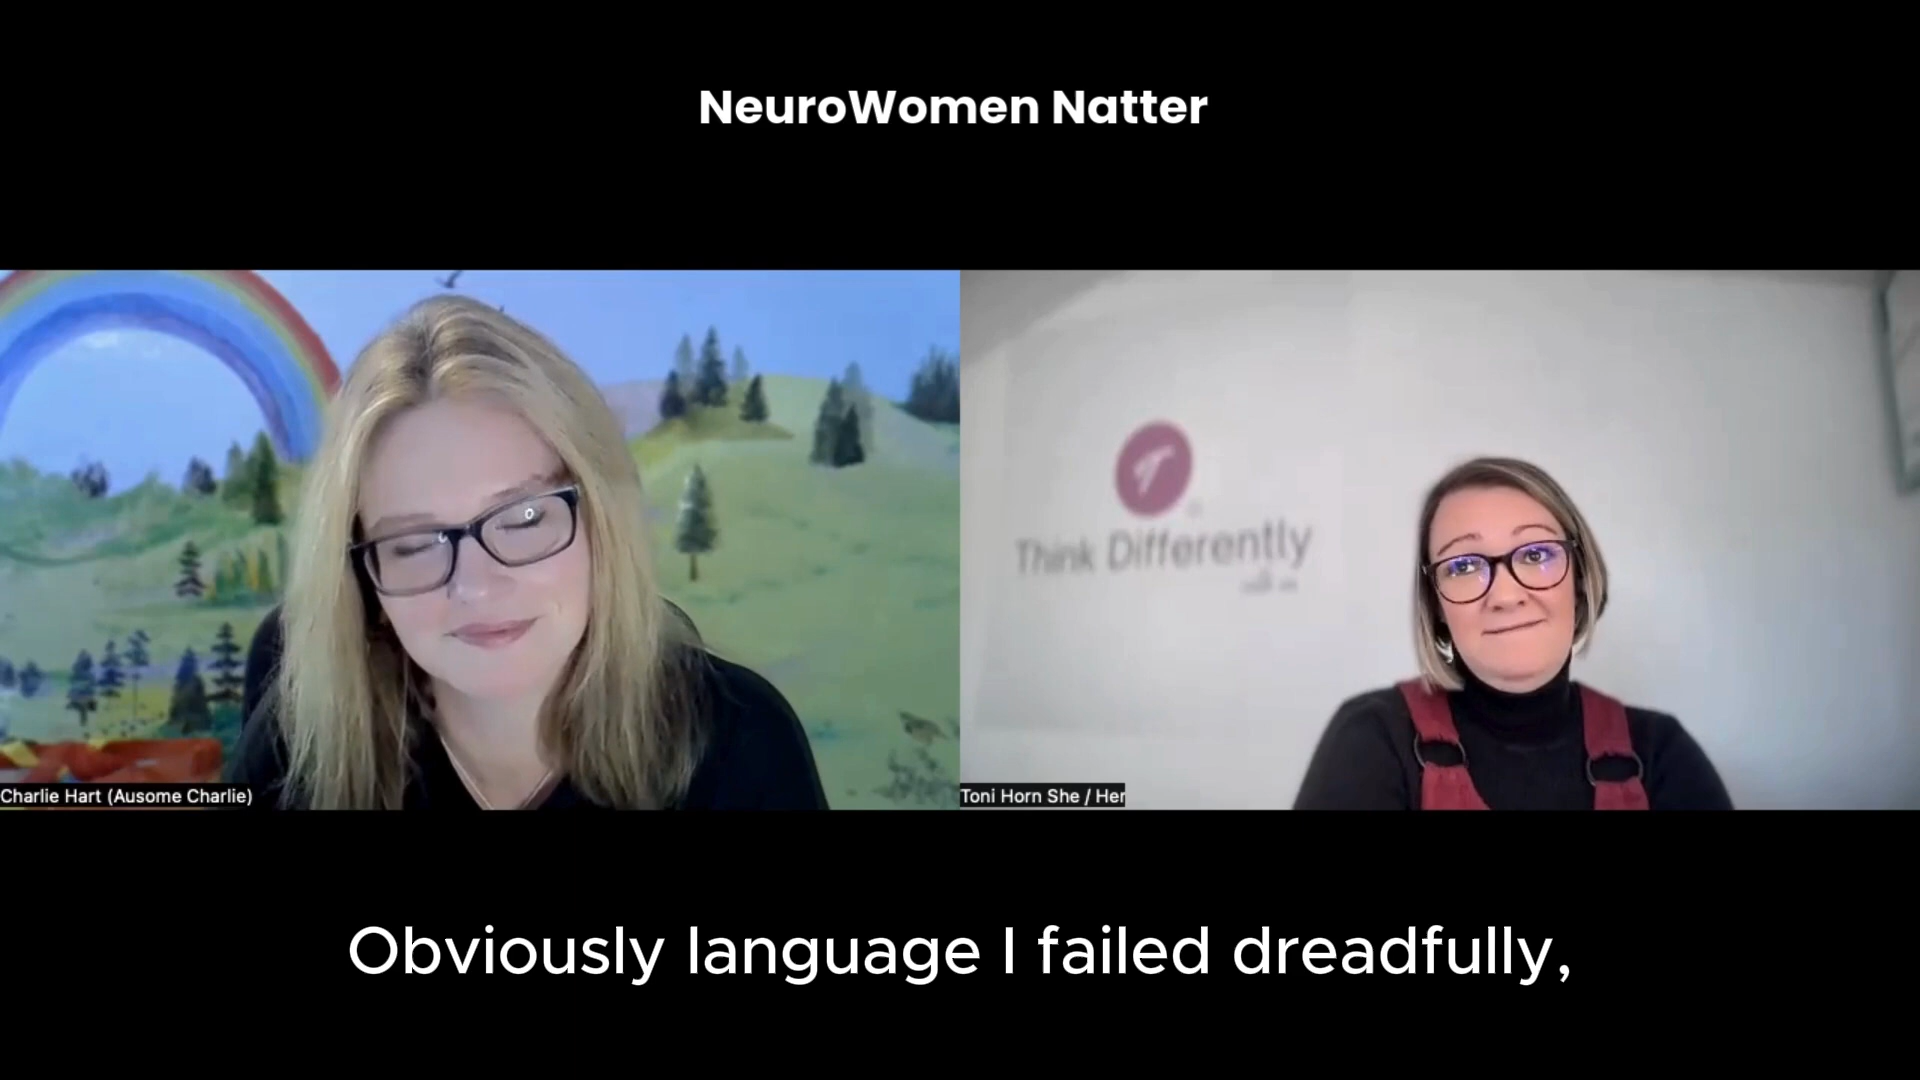 NeuroWomen Natter
Think Differently
Charlie Hart (Ausome Charlie)
Toni Horn She / Her
Obviously language I failed dreadfully,